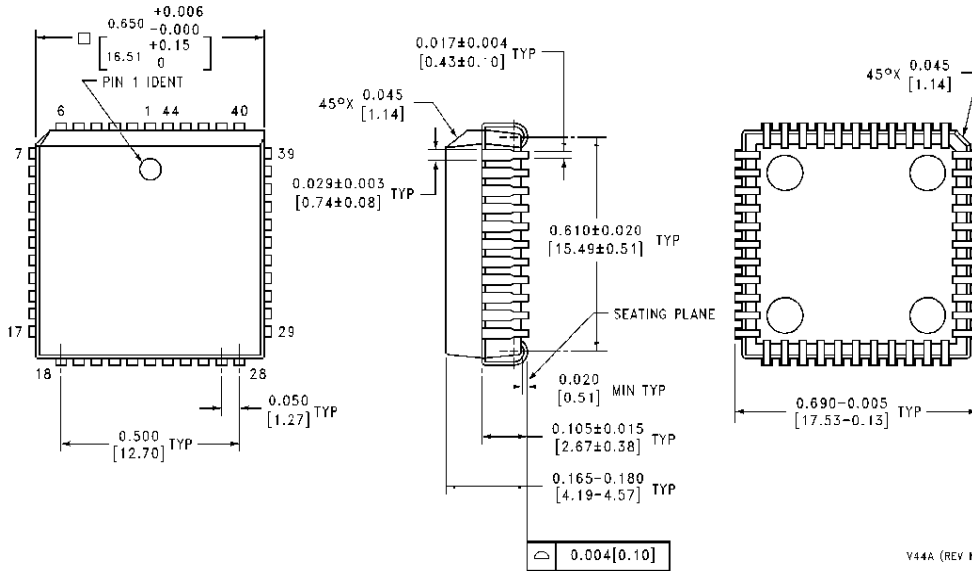 +0.006
0.650 -0.000
+0.15
16.51 0
PIN 1 IDENT
6 1 44 40
7 39
17 29
18 28
0.050
[1.27] TYP
0.500 TYP
[12.70]
0.017±0.004 TYP
[0.43±0.10]
45°X 0.045
[1.14]
0.029±0.003
[0.74±0.08] TYP
0.610±0.020
[15.49±0.51] TYP
SEATING PLANE
0.020
[0.51] MIN TYP
0.105±0.015
[2.67±0.38] TYP
0.165-0.180
[4.19-4.57] TYP
0.004[0.10]
45°X 0.045
[1.14]
0.690-0.005
[17.53-0.13] TYP
V44A (REV